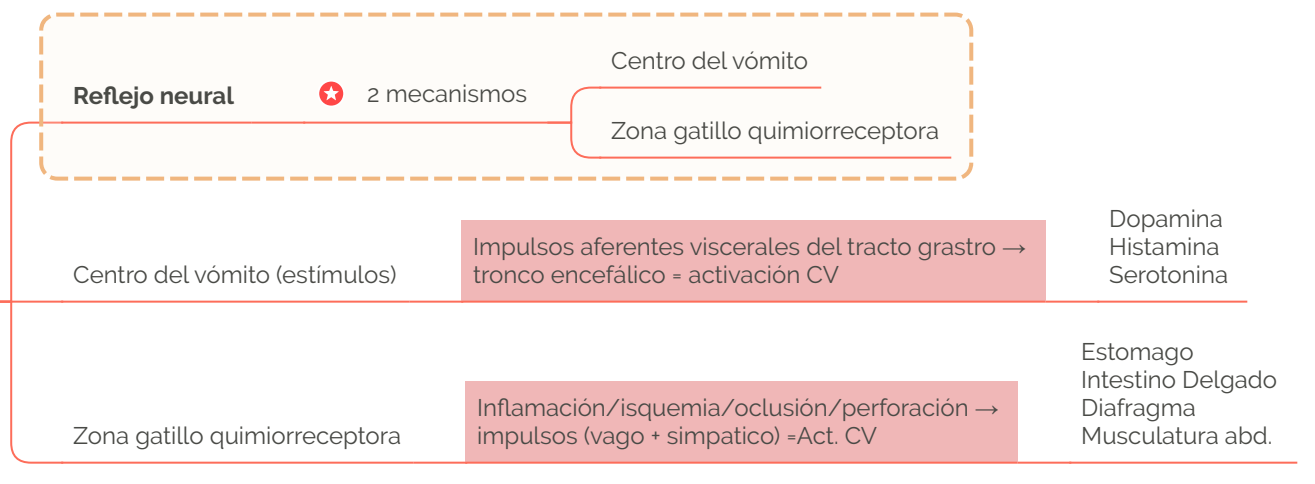 Reflejo neural
2 mecanismos
Centro del vómito
Zona gatillo quimiorreceptora
Centro del vómito (estímulos)
Impulsos aferentes viscerales del tracto grastro →
tronco encefálico = activación CV
Dopamina
Histamina
Serotonina
Zona gatillo quimiorreceptora
Inflamación/isquemia/oclusión/perforación →
impulsos (vago + simpatico) =Act. CV
Estomago
Intestino Delgado
Diafragma
Musculatura abd.